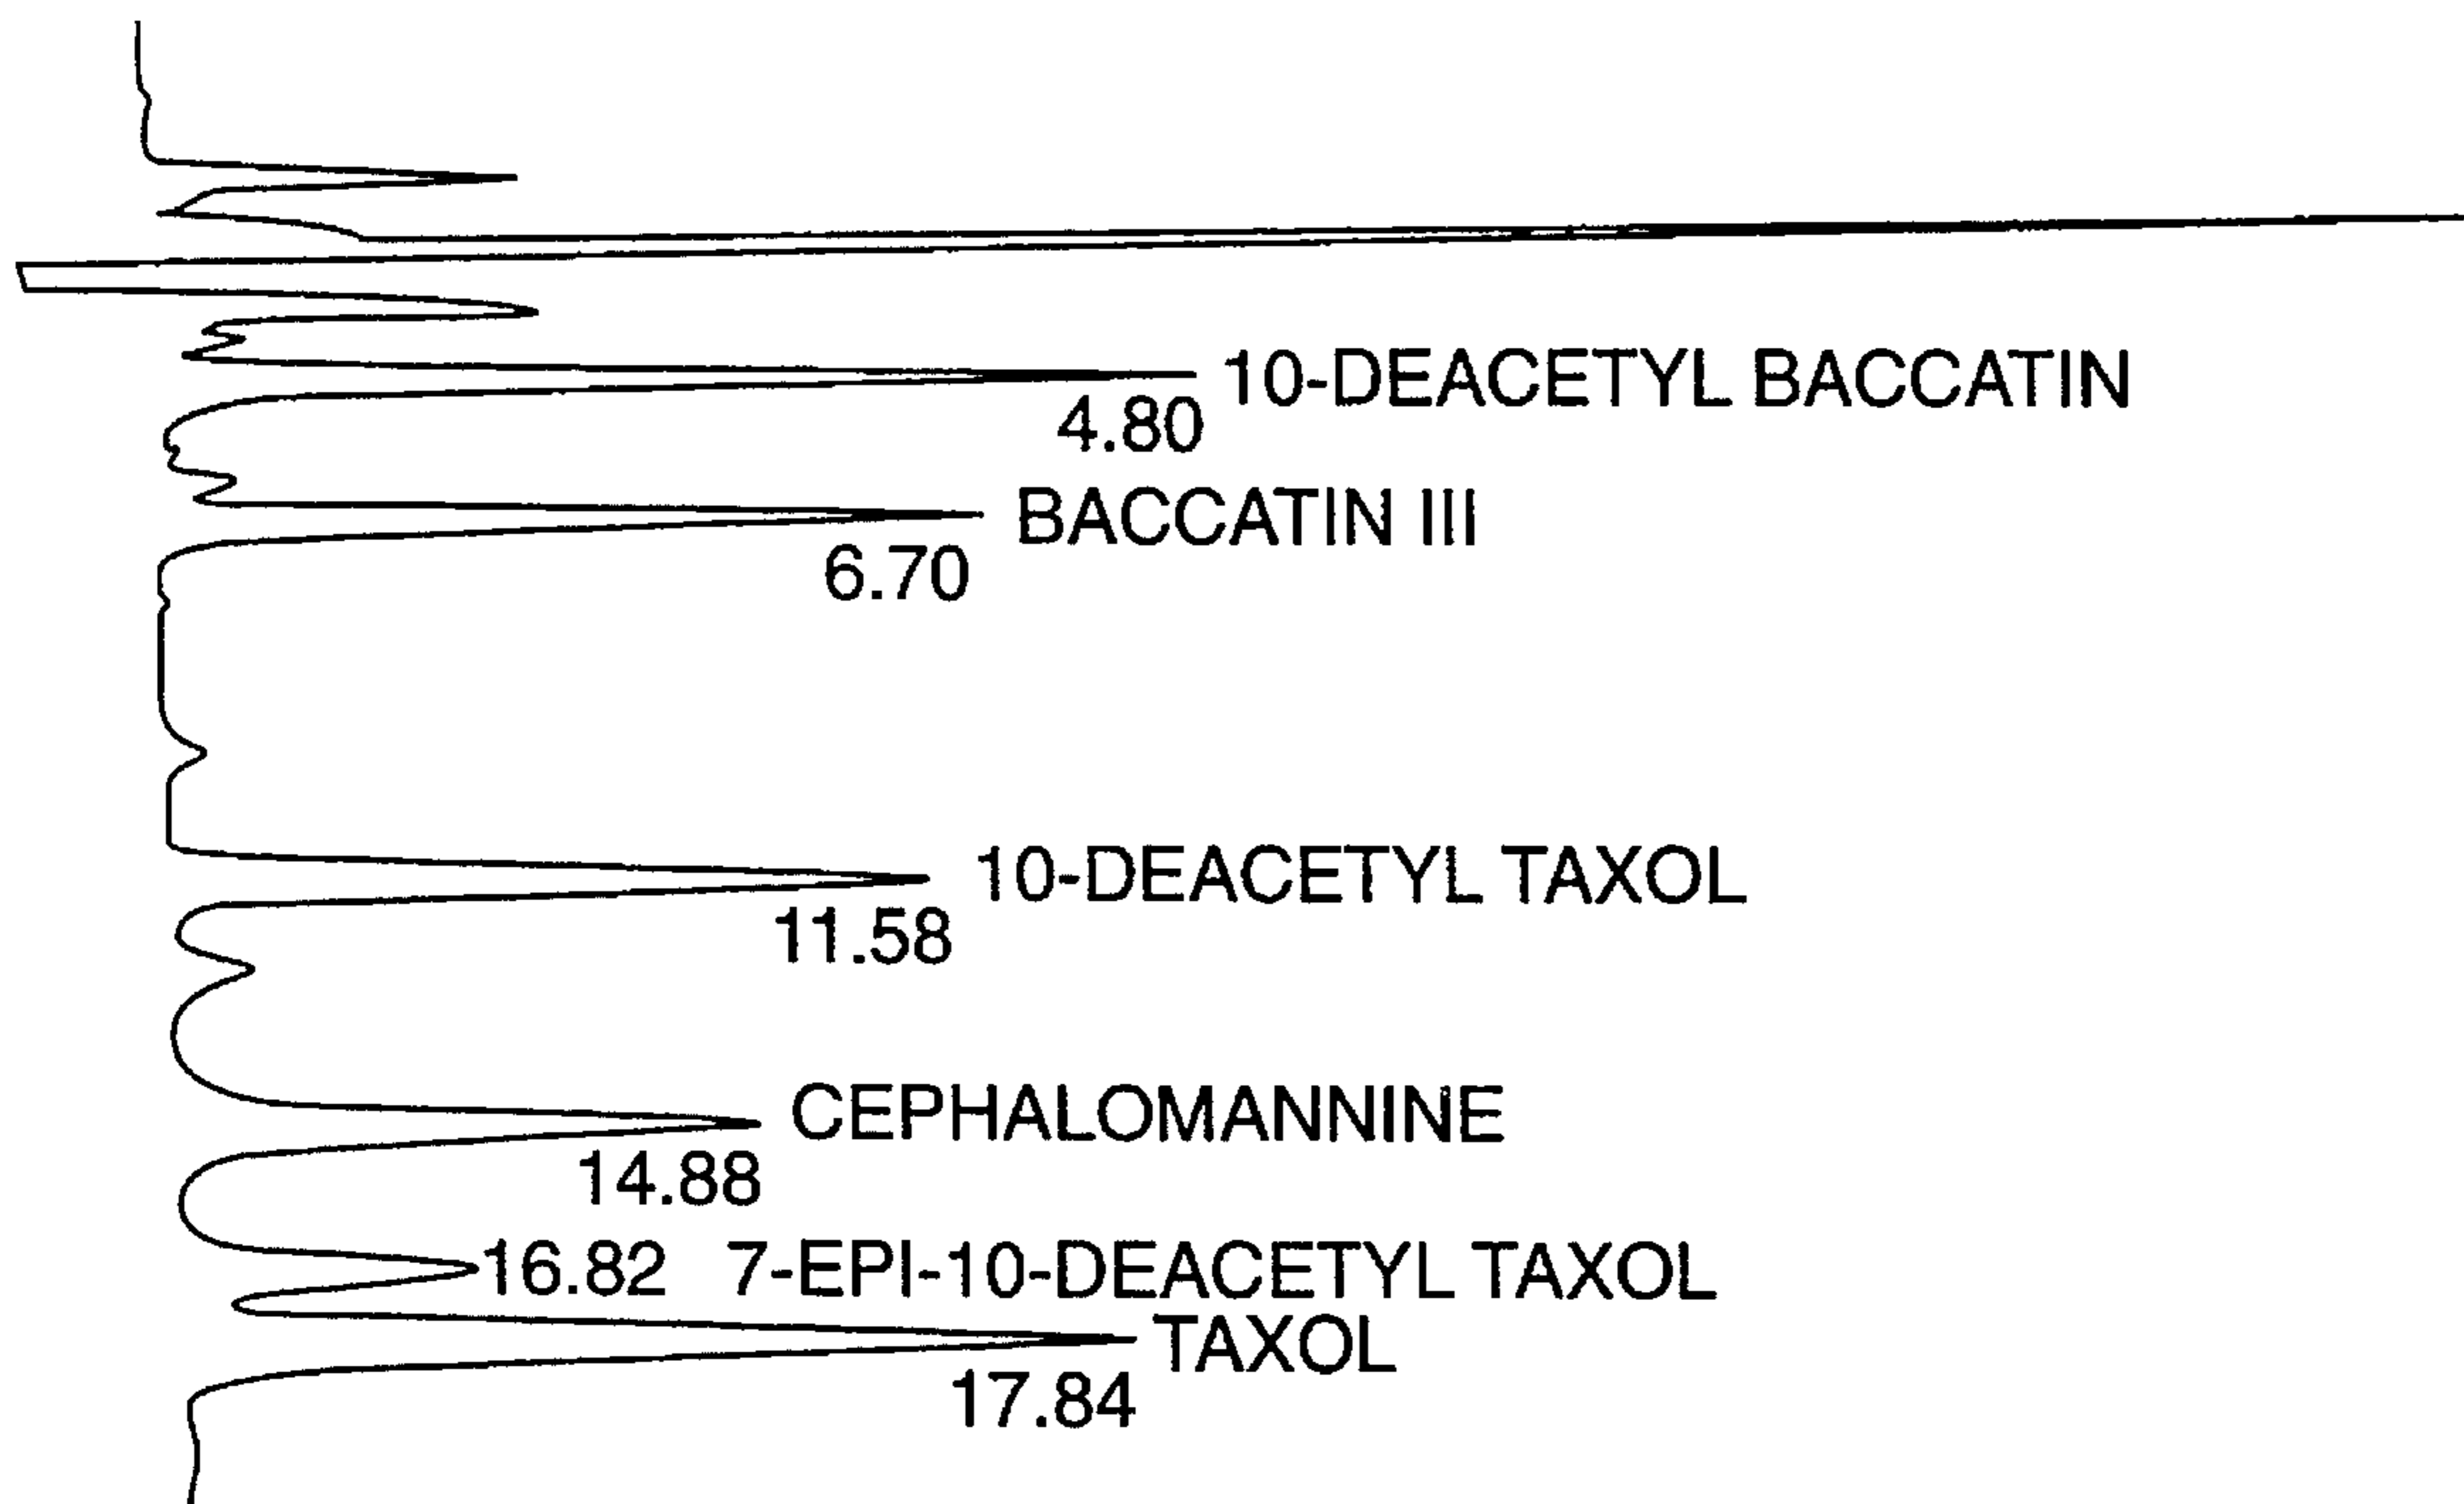 10-DEACETYL BACCATIN
4.80
BACCATIN III
6.70
10-DEACETYL TAXOL
11.58
CEPHALOMANNINE
14.88
16.82 7-EPI-10-DEACETYL TAXOL
TAXOL
17.84